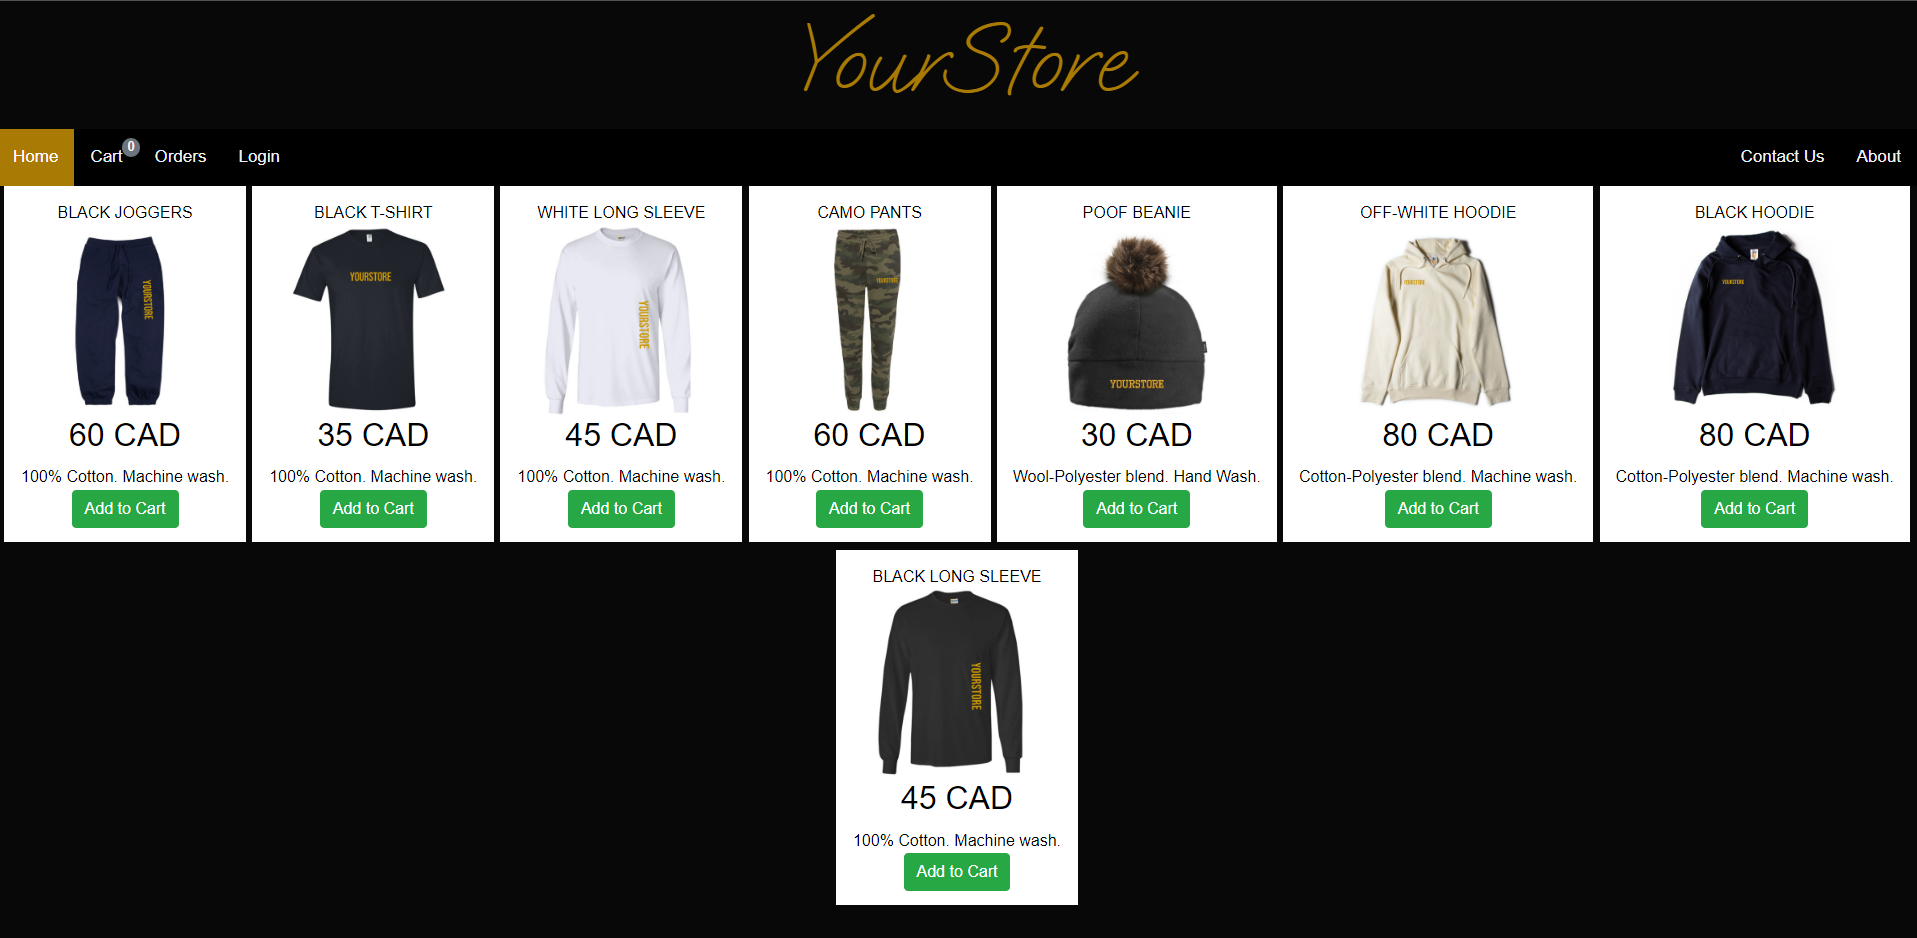 YourStore
Home Cart 0 Orders Login Contact Us About
BLACK JOGGERS
YOURSTORE
60 CAD
100% Cotton. Machine wash.
Add to Cart
BLACK T-SHIRT
YOURSTORE
35 CAD
100% Cotton. Machine wash.
Add to Cart
WHITE LONG SLEEVE
YOURSTORE
45 CAD
100% Cotton. Machine wash.
Add to Cart
CAMO PANTS
YOURSTORE
60 CAD
100% Cotton. Machine wash.
Add to Cart
POOF BEANIE
YOURSTORE
30 CAD
Wool-Polyester blend. Hand Wash.
Add to Cart
OFF-WHITE HOODIE
YOURSTORE
80 CAD
Cotton-Polyester blend. Machine wash.
Add to Cart
BLACK HOODIE
YOURSTORE
80 CAD
Cotton-Polyester blend. Machine wash.
Add to Cart
BLACK LONG SLEEVE
YOURSTORE
45 CAD
100% Cotton. Machine wash.
Add to Cart